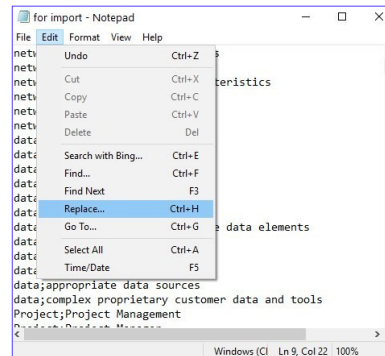 for import - Notepad
File Edit Format View Help
Undo Ctrl+Z
Cut Ctrl+X
Copy Ctrl+C
Paste Ctrl+V
Delete Del
Search with Bing... Ctrl+E
Find... Ctrl+F
Find Next F3
Replace... Ctrl+H
Go To... Ctrl+G
Select All Ctrl+A
Time/Date F5
data elements
data;appropriate data sources
data;complex proprietary customer data and tools
Project;Project Management
Windows (Cl Ln 9, Col 22 100%